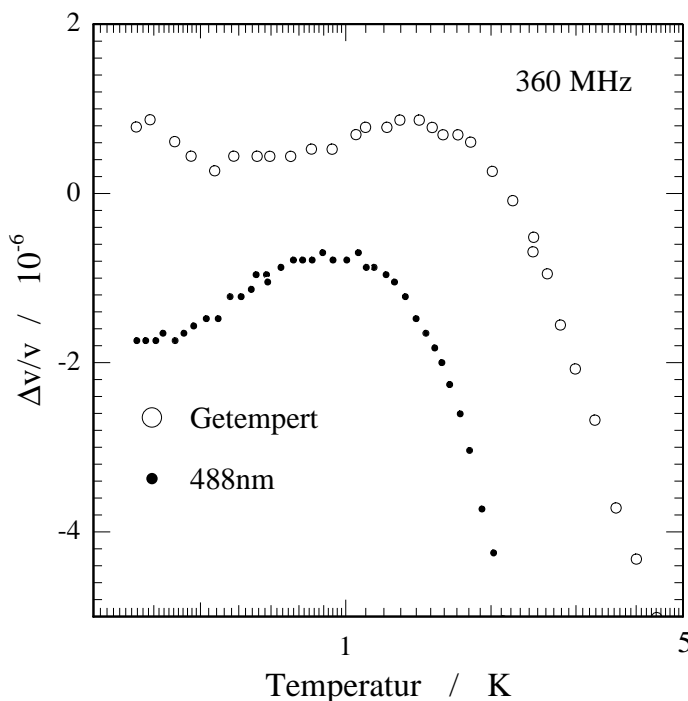 2
360 MHz
0
Δv/v / 10⁻⁶
-2
Getempert
488nm
-4
1
5
Temperatur / K